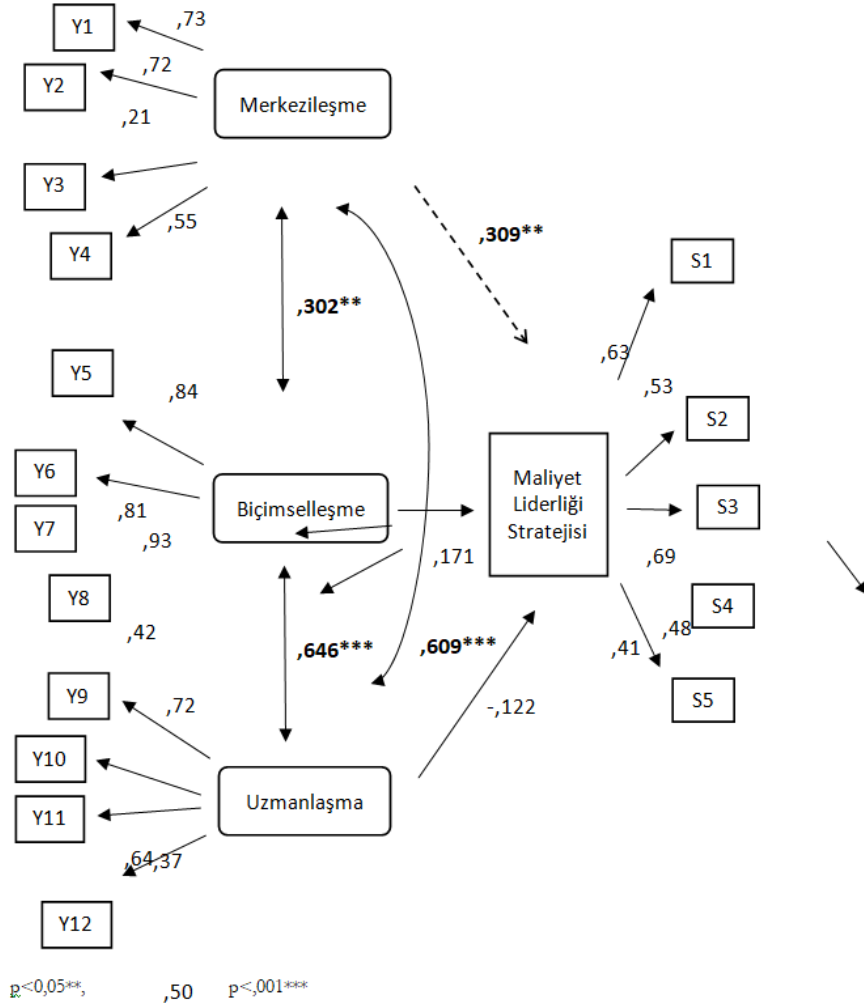 Y1
,73
Y2
,72
,21
Merkezileşme
Y3
,55
Y4
,309**
S1
,302**
Y5
,84
,63
,53
S2
Y6
,81
Y7
,93
Biçimselleşme
Maliyet
Liderliği
Stratejisi
S3
,171
,69
Y8
,42
S4
,48
,41
,646***
,609***
Y9
,72
-,122
S5
Y10
Y11
Uzmanlaşma
,64,37
Y12
p<0,05**, ,50 p<,001***